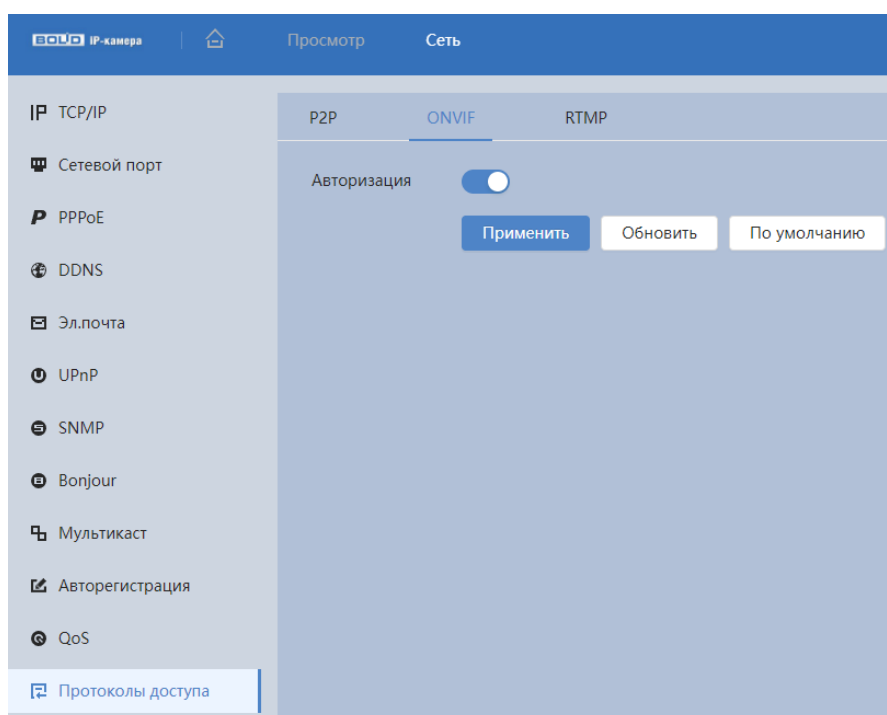 BOLID IP-камера
Просмотр
Сеть
IP TCP/IP
Сетевой порт
P PPPoE
DDNS
Эл.почта
UPnP
SNMP
Bonjour
Мультикаст
Авторегистрация
QoS
Протоколы доступа
P2P
ONVIF
RTMP
Авторизация
Применить
Обновить
По умолчанию